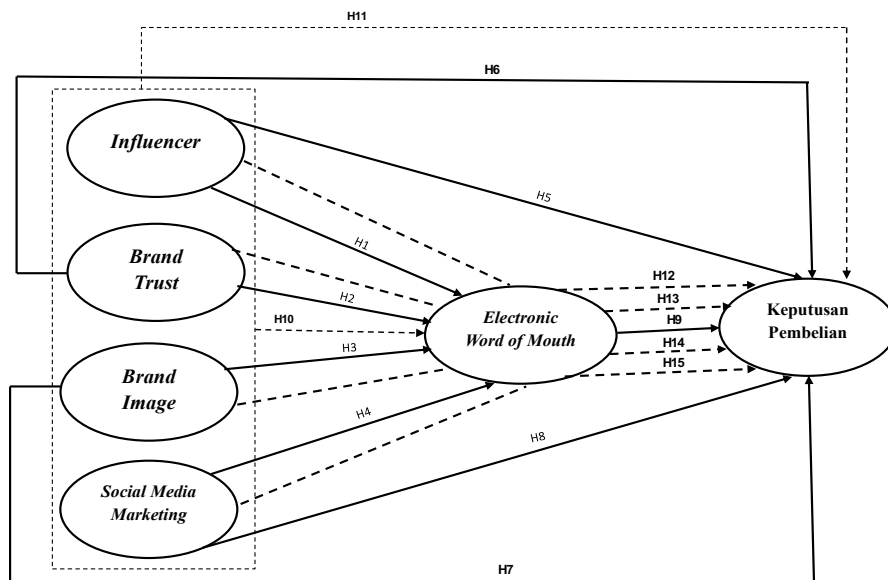 H11
H6
Influencer
H5
H1
Brand
Trust
H2
H12
H13
H10
Electronic
Word of Mouth
H9
Keputusan
Pembelian
H3
H14
H15
Brand
Image
H4
H8
Social Media
Marketing
H7